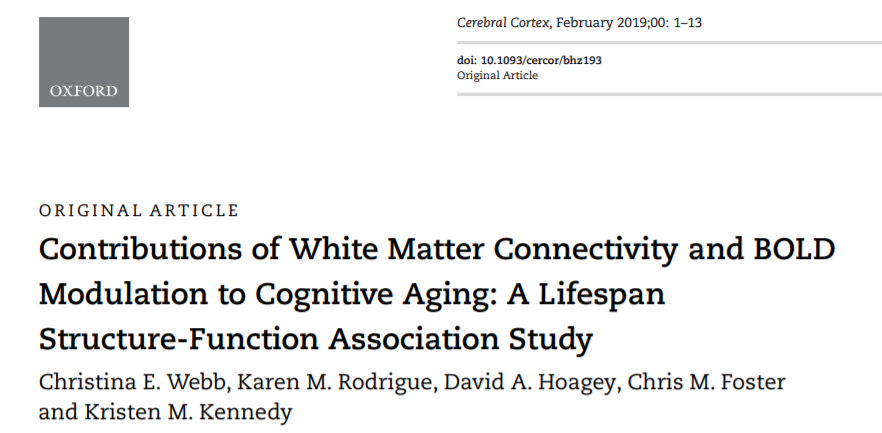 OXFORD
Cerebral Cortex, February 2019;00: 1–13
doi: 10.1093/cercor/bhz193
Original Article
ORIGINAL ARTICLE
Contributions of White Matter Connectivity and BOLD
Modulation to Cognitive Aging: A Lifespan
Structure-Function Association Study
Christina E. Webb, Karen M. Rodrigue, David A. Hoagey, Chris M. Foster
and Kristen M. Kennedy